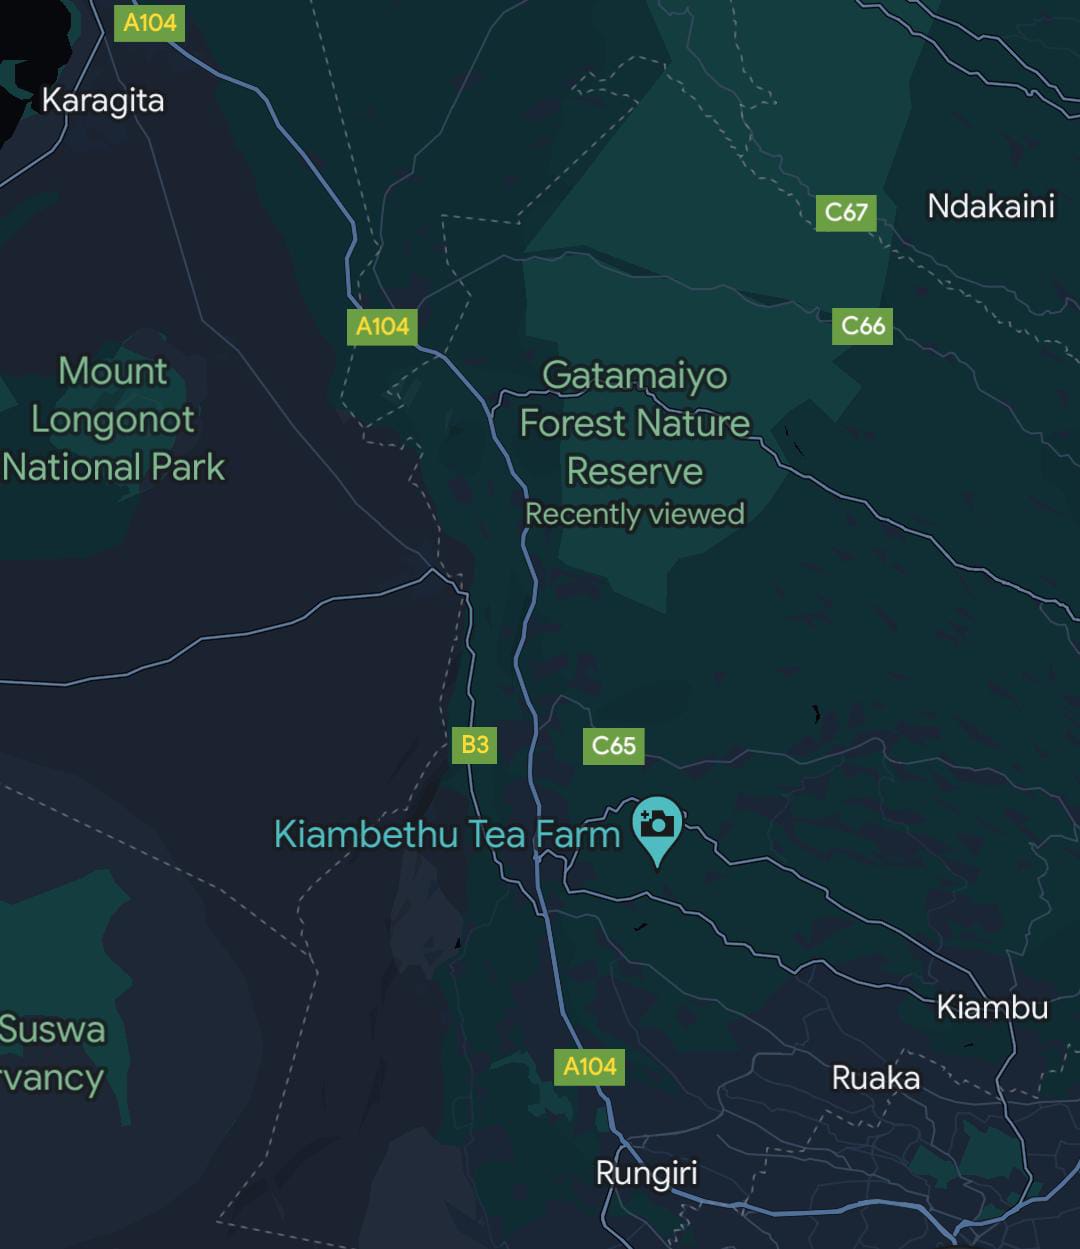 A104
Karagita
C67
Ndakaini
A104
C66
Mount
Longonot
National Park
Gatamaiyo
Forest Nature
Reserve
Recently viewed
B3
C65
Kiambethu Tea Farm
Suswa
rvancy
Kiambu
A104
Ruaka
Rungiri